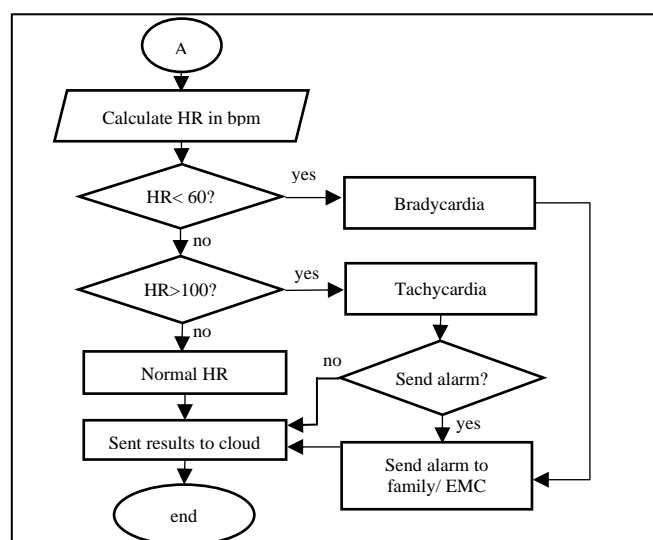 A
Calculate HR in bpm
HR< 60?
yes
Bradycardia
no
HR>100?
yes
Tachycardia
no
Normal HR
no
Send alarm?
yes
Sent results to cloud
Send alarm to
family/ EMC
end